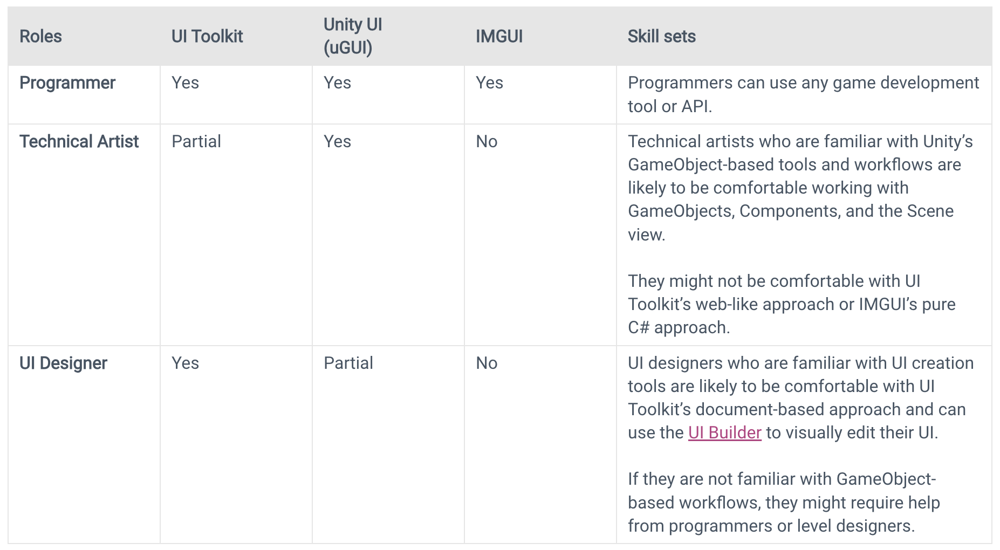 Roles
UI Toolkit
Unity UI
(uGUI)
IMGUI
Skill sets
Programmer
Yes
Yes
Yes
Programmers can use any game development
tool or API.
Technical Artist
Partial
Yes
No
Technical artists who are familiar with Unity’s
GameObject-based tools and workflows are
likely to be comfortable working with
GameObjects, Components, and the Scene
view.
They might not be comfortable with UI
Toolkit’s web-like approach or IMGUI’s pure
C# approach.
UI Designer
Yes
Partial
No
UI designers who are familiar with UI creation
tools are likely to be comfortable with UI
Toolkit’s document-based approach and can
use the UI Builder to visually edit their UI.
If they are not familiar with GameObject-
based workflows, they might require help
from programmers or level designers.